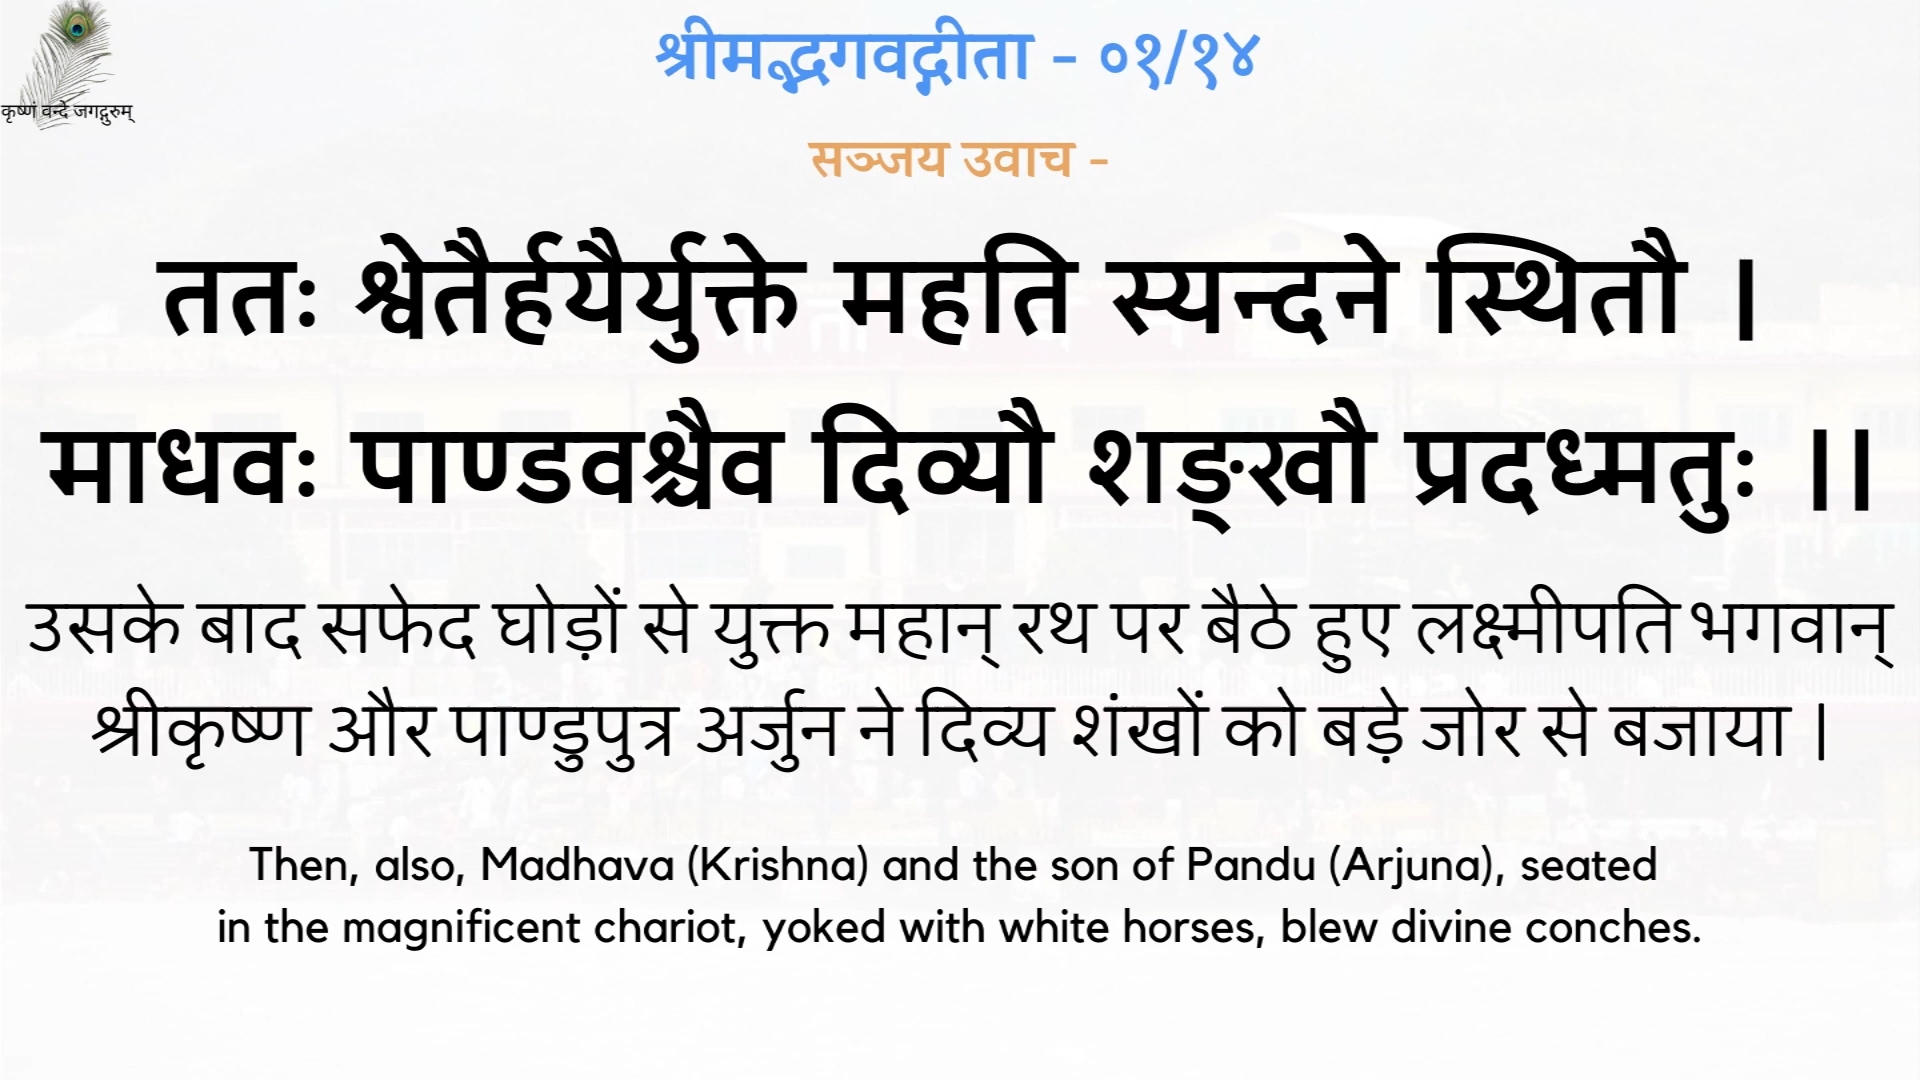 कृष्णं वन्दे जगद्गुरुम्
श्रीमद्भगवद्गीता - ०१/१४
सञ्जय उवाच -
ततः श्वेतैर्हयैर्युक्ते महति स्यन्दने स्थितौ ।
माधवः पाण्डवश्चैव दिव्यौ शङ्खौ प्रदध्मतुः ।।
उसके बाद सफेद घोड़ों से युक्त महान् रथ पर बैठे हुए लक्ष्मीपति भगवान्
श्रीकृष्ण और पाण्डुपुत्र अर्जुन ने दिव्य शंखों को बड़े जोर से बजाया |
Then, also, Madhava (Krishna) and the son of Pandu (Arjuna), seated
in the magnificent chariot, yoked with white horses, blew divine conches.